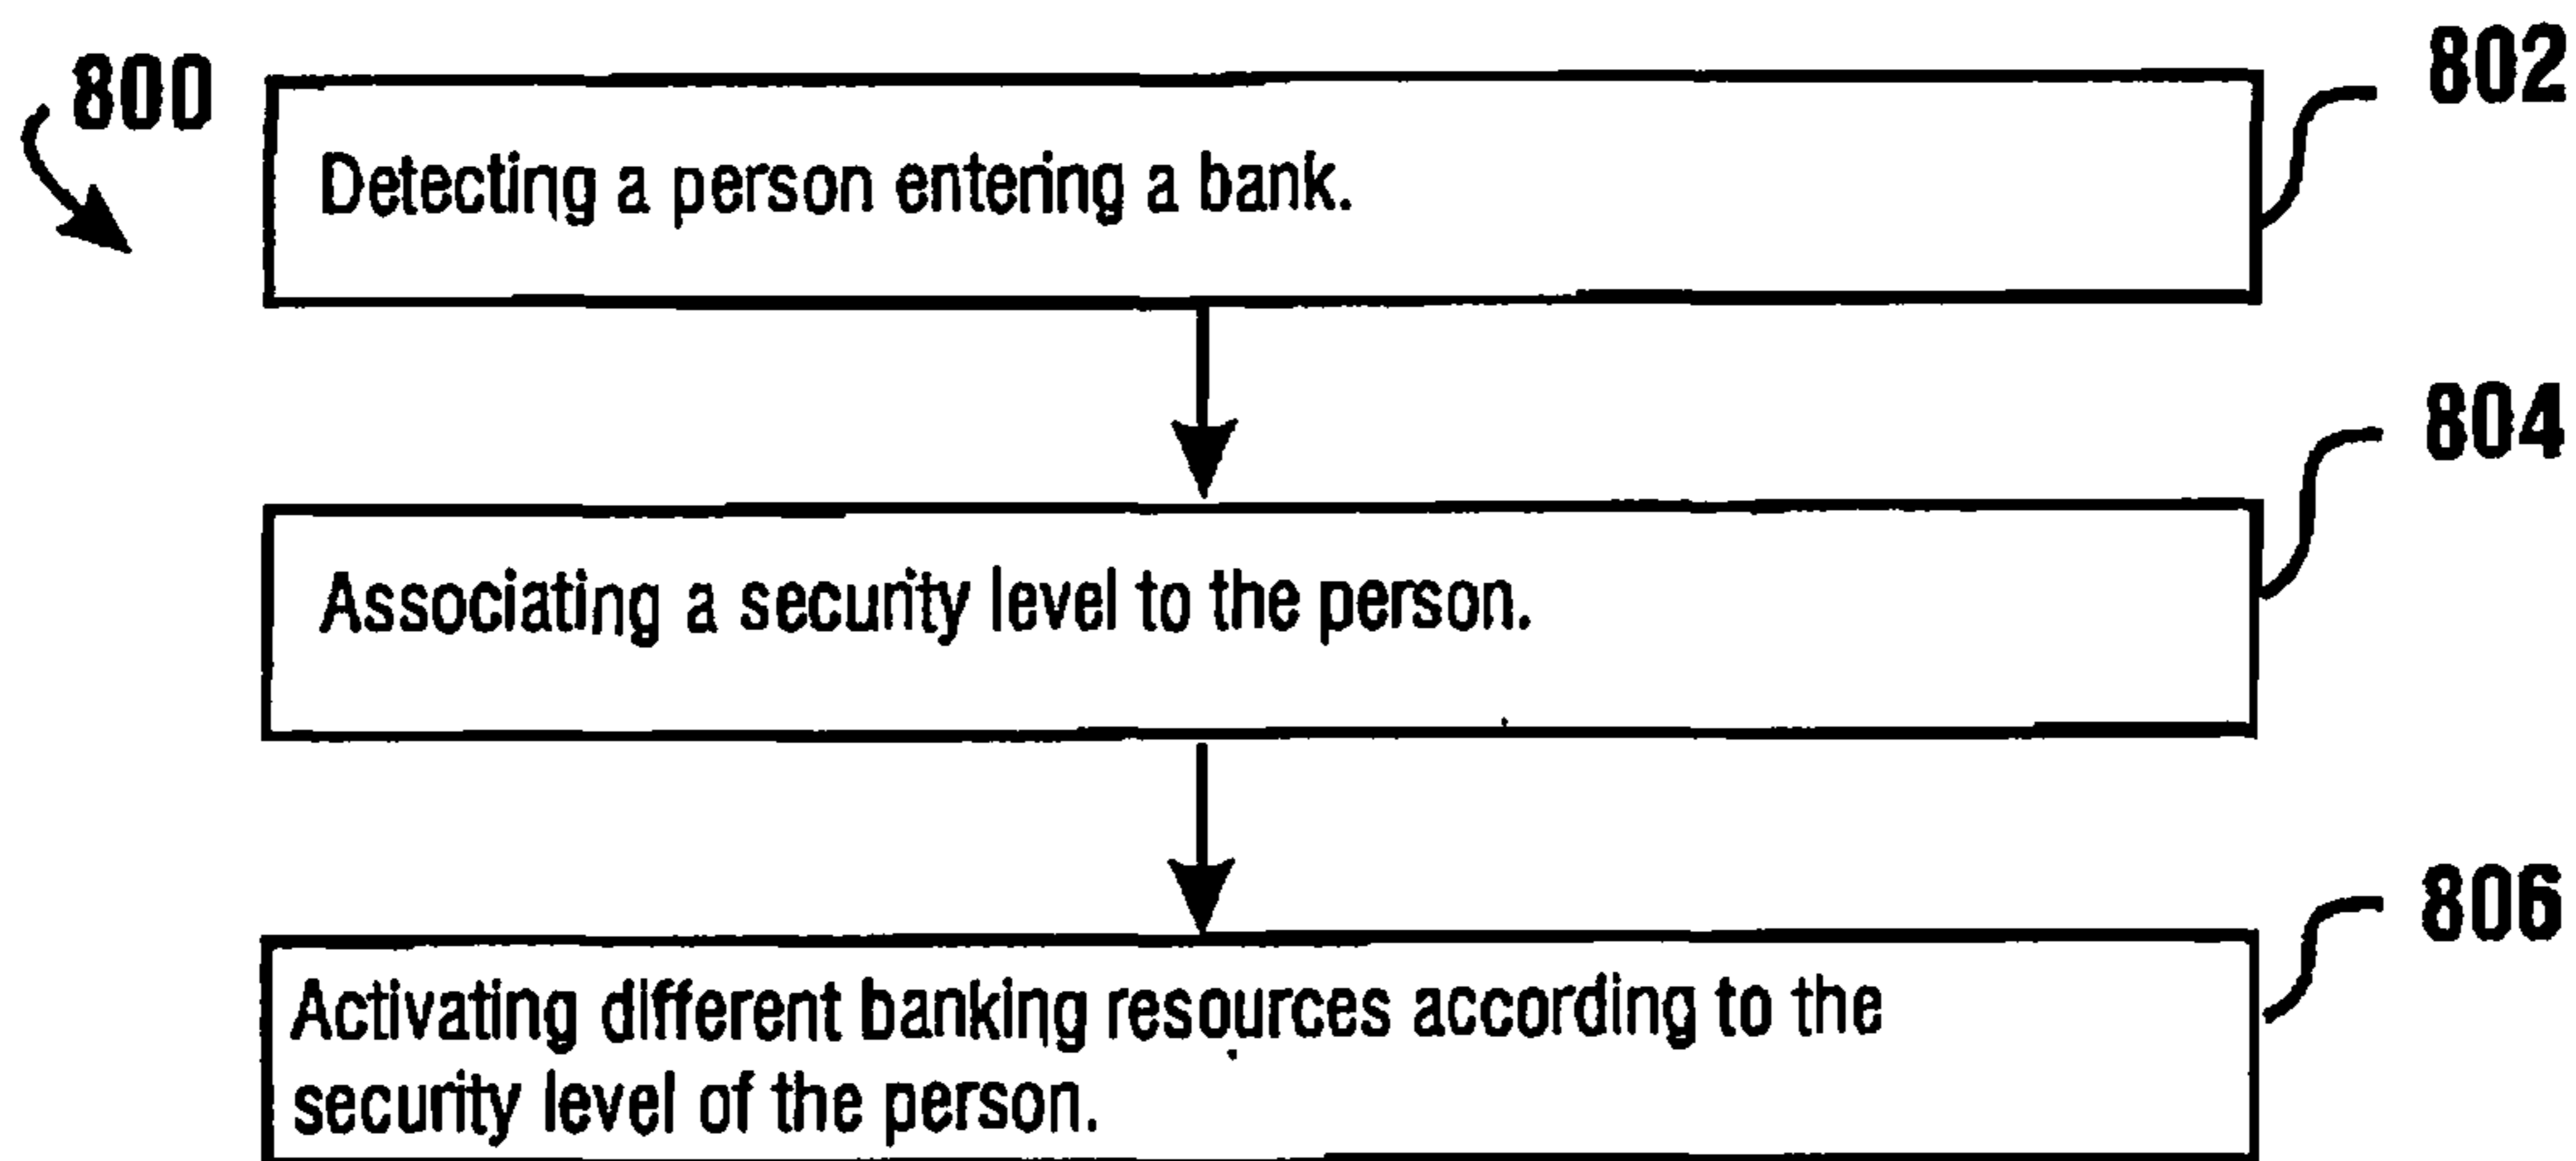 800
802
Detecting a person entering a bank.
804
Associating a security level to the person.
806
Activating different banking resources according to the
security level of the person.